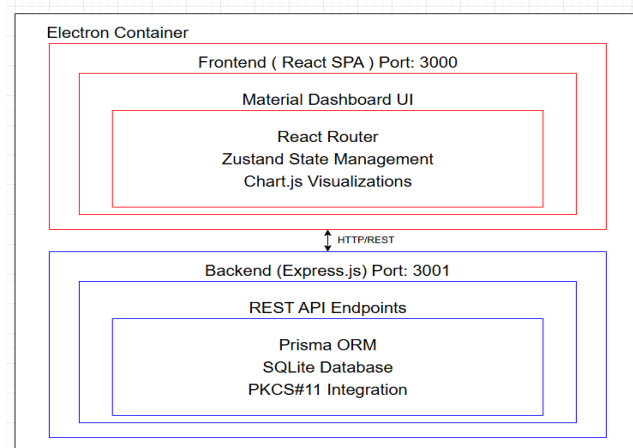 Electron Container
Frontend ( React SPA ) Port: 3000
Material Dashboard UI
React Router
Zustand State Management
Chart.js Visualizations
HTTP/REST
Backend (Express.js) Port: 3001
REST API Endpoints
Prisma ORM
SQLite Database
PKCS#11 Integration